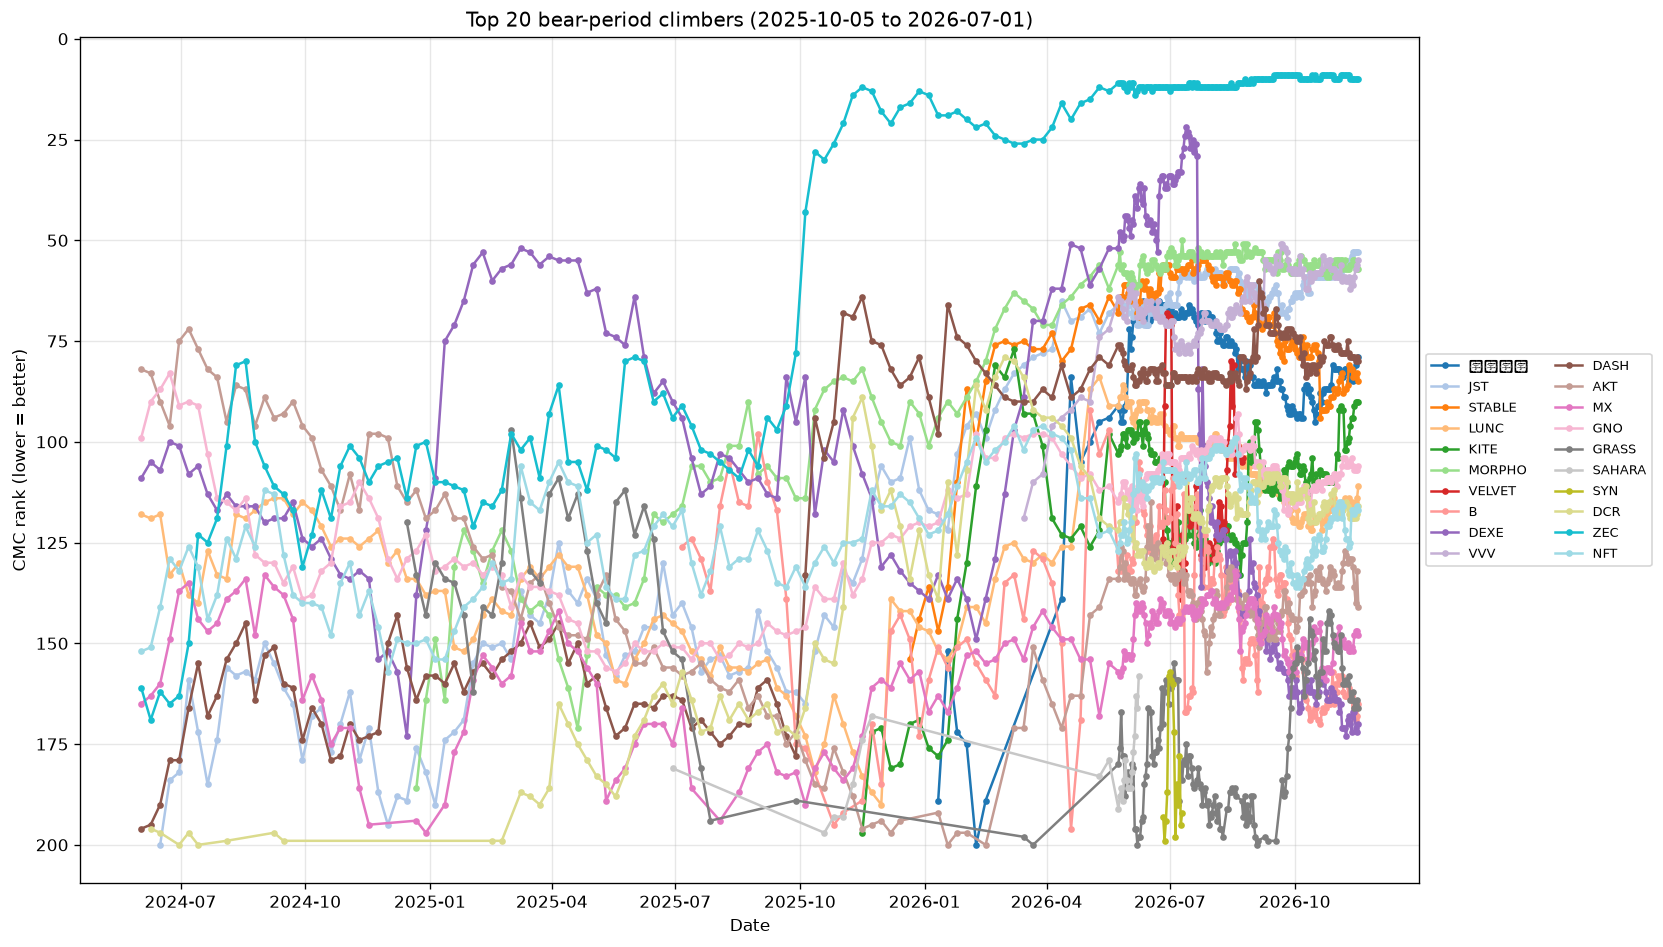 Top 20 bear-period climbers (2025-10-05 to 2026-07-01)
CMC rank (lower = better)
0
25
50
75
100
125
150
175
200
2024-07
2024-10
2025-01
2025-04
2025-07
2025-10
2026-01
2026-04
2026-07
2026-10
Date
JST
STABLE
LUNC
KITE
MORPHO
VELVET
B
DEXE
VVV
DASH
AKT
MX
GNO
GRASS
SAHARA
SYN
DCR
ZEC
NFT